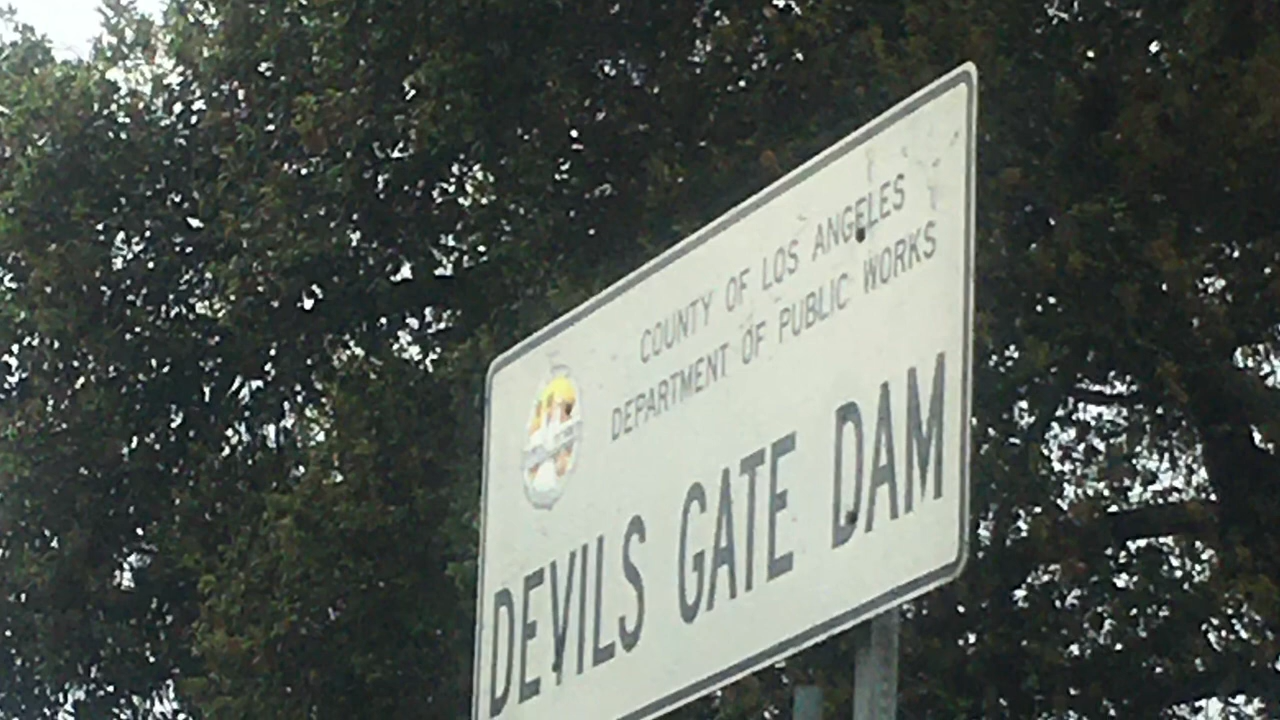 COUNTY OF LOS ANGELES
DEPARTMENT OF PUBLIC WORKS
DEVILS GATE DAM